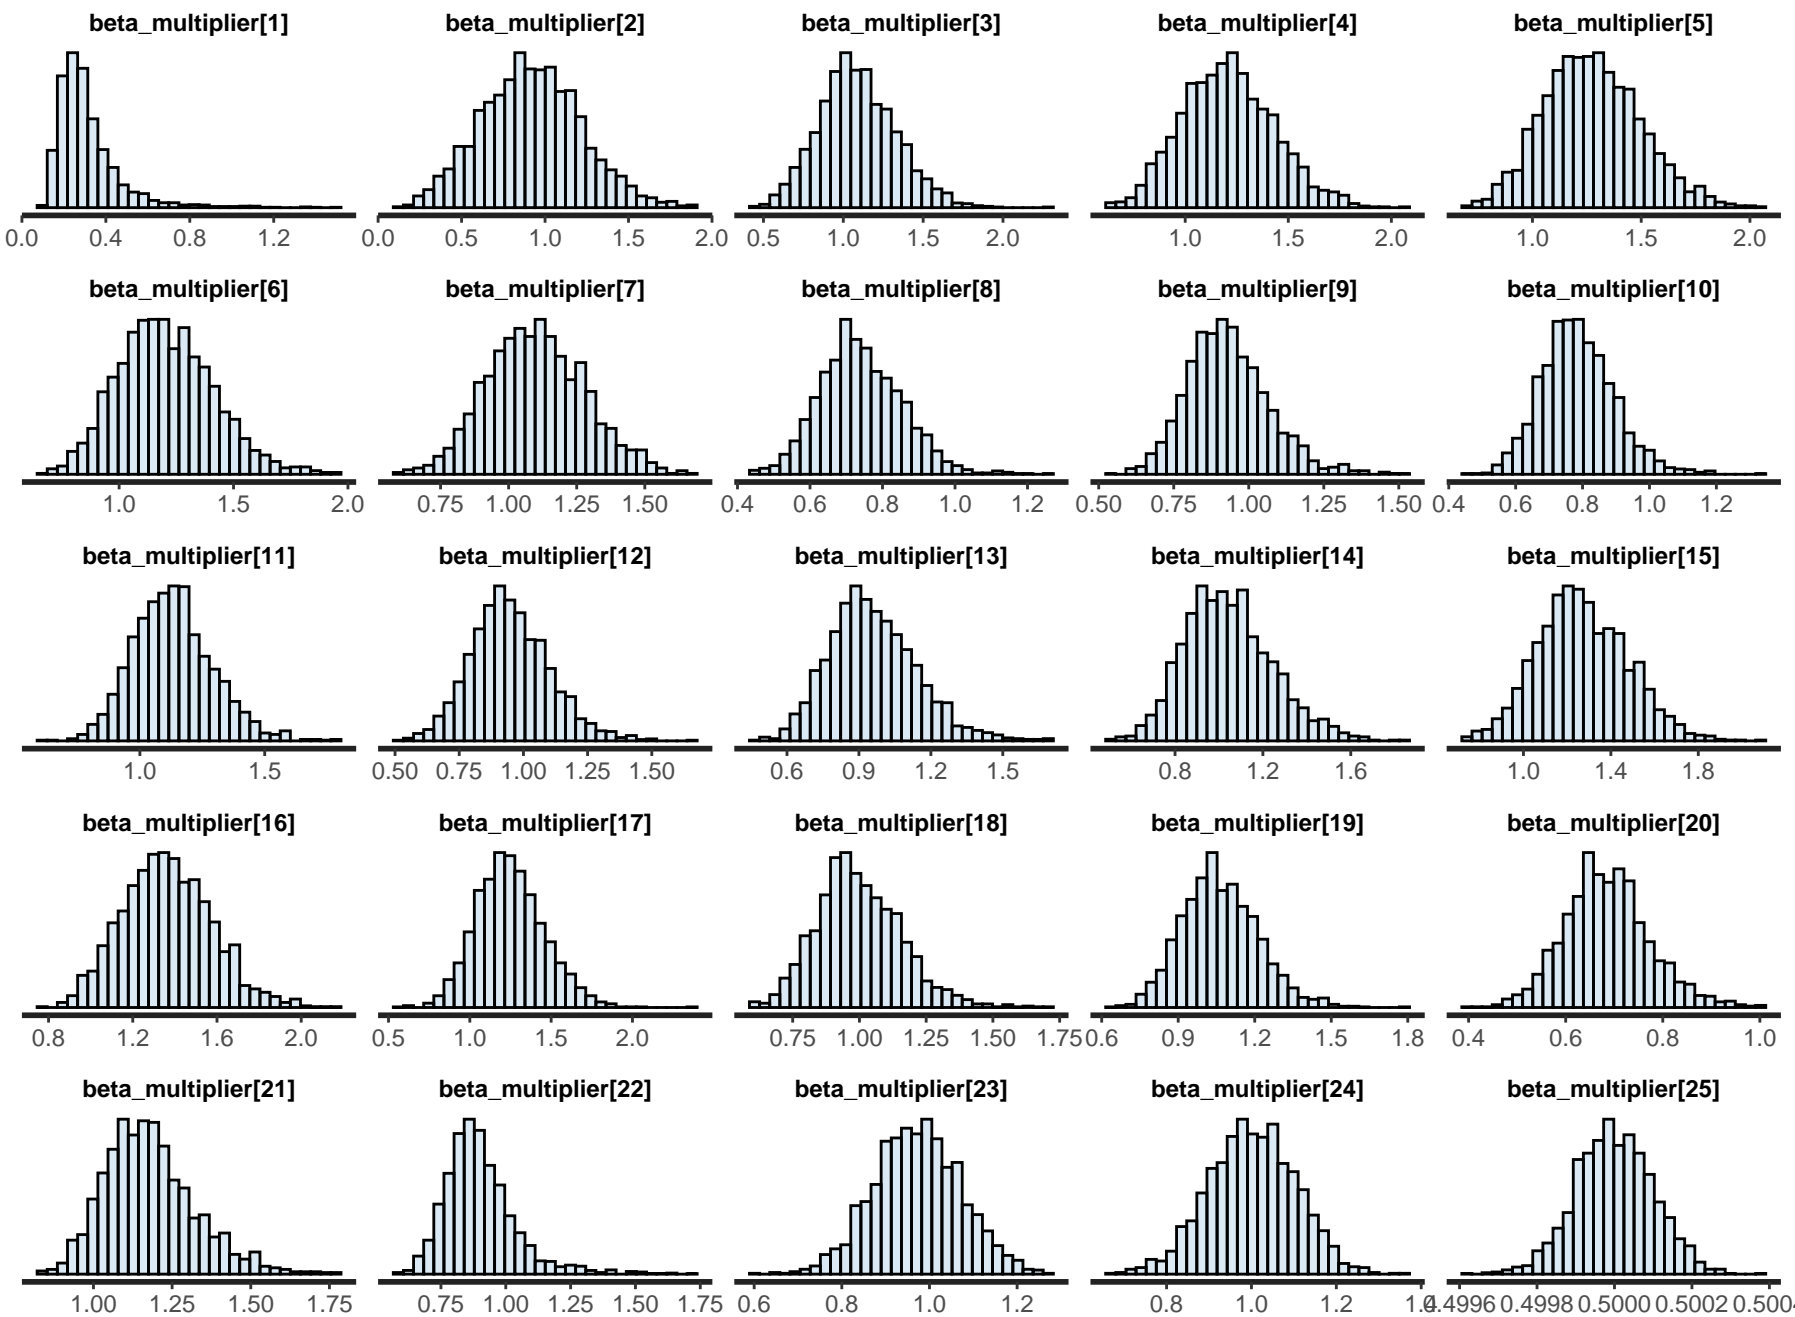 beta_multiplier[1] beta_multiplier[2] beta_multiplier[3] beta_multiplier[4] beta_multiplier[5]
0.0 0.4 0.8 1.2 0.0 0.5 1.0 1.5 2.0 0.5 1.0 1.5 2.0 1.0 1.5 2.0 1.0 1.5 2.0
beta_multiplier[6] beta_multiplier[7] beta_multiplier[8] beta_multiplier[9] beta_multiplier[10]
1.0 1.5 2.0 0.75 1.00 1.25 1.50 0.4 0.6 0.8 1.0 1.2 0.50 0.75 1.00 1.25 1.50 0.4 0.6 0.8 1.0 1.2
beta_multiplier[11] beta_multiplier[12] beta_multiplier[13] beta_multiplier[14] beta_multiplier[15]
1.0 1.5 0.50 0.75 1.00 1.25 1.50 0.6 0.9 1.2 1.5 0.8 1.2 1.6 1.0 1.4 1.8
beta_multiplier[16] beta_multiplier[17] beta_multiplier[18] beta_multiplier[19] beta_multiplier[20]
0.8 1.2 1.6 2.0 0.5 1.0 1.5 2.0 0.75 1.00 1.25 1.50 1.75 0.6 0.9 1.2 1.5 1.8 0.4 0.6 0.8 1.0
beta_multiplier[21] beta_multiplier[22] beta_multiplier[23] beta_multiplier[24] beta_multiplier[25]
1.00 1.25 1.50 1.75 0.75 1.00 1.25 1.50 1.75 0.6 0.8 1.0 1.2 0.8 1.0 1.2 0.4998 0.5000 0.5002